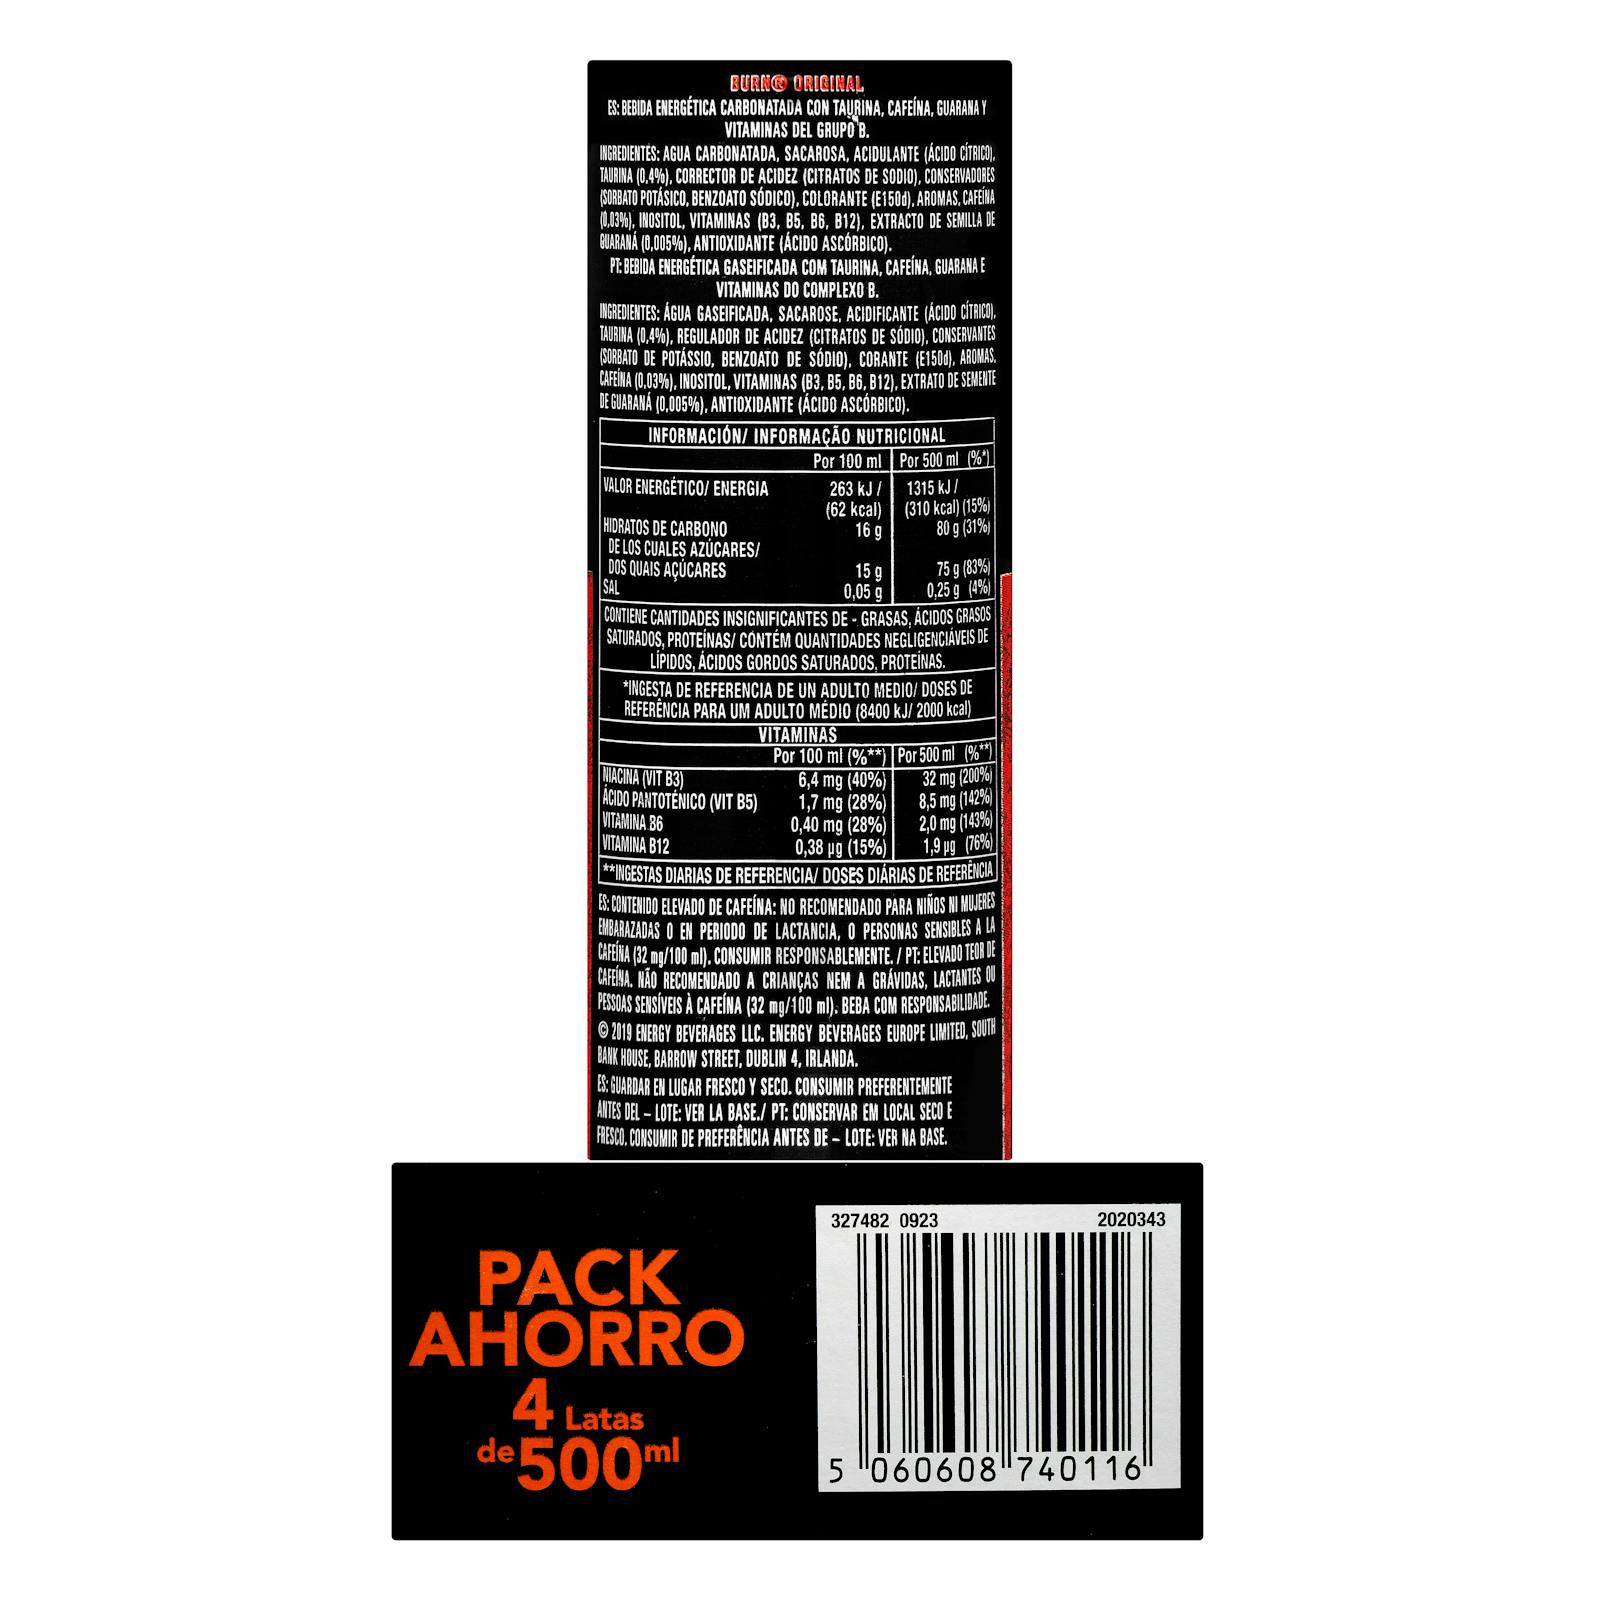 BURN® ORIGINAL
ES: BEBIDA ENERGÉTICA CARBONATADA CON TAURINA, CAFEÍNA, GUARANA Y
VITAMINAS DEL GRUPO B.
INGREDIENTES: AGUA CARBONATADA, SACAROSA, ACIDULANTE (ÁCIDO CÍTRICO),
TAURINA (0,4%), CORRECTOR DE ACIDEZ (CITRATOS DE SODIO), CONSERVADORES
(SORBATO POTÁSICO, BENZOATO SÓDICO), COLORANTE (E150d), AROMAS, CAFEÍNA
(0,03%), INOSITOL, VITAMINAS (B3, B5, B6, B12), EXTRACTO DE SEMILLA DE
GUARANÁ (0,005%), ANTIOXIDANTE (ÁCIDO ASCÓRBICO).
PT: BEBIDA ENERGÉTICA GASEIFICADA COM TAURINA, CAFEÍNA, GUARANA E
VITAMINAS DO COMPLEXO B.
INGREDIENTES: ÁGUA GASEIFICADA, SACAROSE, ACIDIFICANTE (ÁCIDO CÍTRICO),
TAURINA (0,4%), REGULADOR DE ACIDEZ (CITRATOS DE SÓDIO), CONSERVANTES
(SORBATO DE POTÁSSIO, BENZOATO DE SÓDIO), CORANTE (E150d), AROMAS,
CAFEÍNA (0,03%), INOSITOL, VITAMINAS (B3, B5, B6, B12), EXTRATO DE SEMENTE
DE GUARANÁ (0,005%), ANTIOXIDANTE (ÁCIDO ASCÓRBICO).
INFORMACIÓN/ INFORMAÇÃO NUTRICIONAL
Por 100 ml Por 500 ml (%*)
VALOR ENERGÉTICO/ ENERGIA 263 kJ / 1315 kJ /
(62 kcal) (310 kcal) (15%)
HIDRATOS DE CARBONO 16 g 80 g (31%)
DE LOS CUALES AZÚCARES/
DOS QUAIS AÇÚCARES 15 g 75 g (83%)
SAL 0,05 g 0,25 g (4%)
CONTIENE CANTIDADES INSIGNIFICANTES DE - GRASAS, ÁCIDOS GRASOS
SATURADOS, PROTEÍNAS/ CONTÉM QUANTIDADES NEGLIGENCIÁVEIS DE
LÍPIDOS, ÁCIDOS GORDOS SATURADOS, PROTEÍNAS.
*INGESTA DE REFERENCIA DE UN ADULTO MEDIO/ DOSES DE
REFERÊNCIA PARA UM ADULTO MÉDIO (8400 kJ/ 2000 kcal)
VITAMINAS
Por 100 ml (%**) Por 500 ml (%**)
NIACINA (VIT B3) 6,4 mg (40%) 32 mg (200%)
ÁCIDO PANTOTÉNICO (VIT B5) 1,7 mg (28%) 8,5 mg (142%)
VITAMINA B6 0,40 mg (28%) 2,0 mg (143%)
VITAMINA B12 0,38 µg (15%) 1,9 µg (76%)
**INGESTAS DIARIAS DE REFERENCIA/ DOSES DIÁRIAS DE REFERÊNCIA
ES: CONTENIDO ELEVADO DE CAFEÍNA: NO RECOMENDADO PARA NIÑOS NI MUJERES
EMBARAZADAS O EN PERIODO DE LACTANCIA, O PERSONAS SENSIBLES A LA
CAFEÍNA (32 mg/100 ml). CONSUMIR RESPONSABLEMENTE. / PT: ELEVADO TEOR DE
CAFEÍNA. NÃO RECOMENDADO A CRIANÇAS NEM A GRÁVIDAS, LACTANTES OU
PESSOAS SENSÍVEIS À CAFEÍNA (32 mg/100 ml). BEBA COM RESPONSABILIDADE.
© 2019 ENERGY BEVERAGES LLC. ENERGY BEVERAGES EUROPE LIMITED, SOUTH
BANK HOUSE, BARROW STREET, DUBLIN 4, IRLANDA.
ES: GUARDAR EN LUGAR FRESCO Y SECO. CONSUMIR PREFERENTEMENTE
ANTES DEL – LOTE: VER LA BASE./ PT: CONSERVAR EM LOCAL SECO E
FRESCO. CONSUMIR DE PREFERÊNCIA ANTES DE – LOTE: VER NA BASE.
PACK
AHORRO
4 Latas
de 500 ml
327482 0923 2020343
5 060608 740116